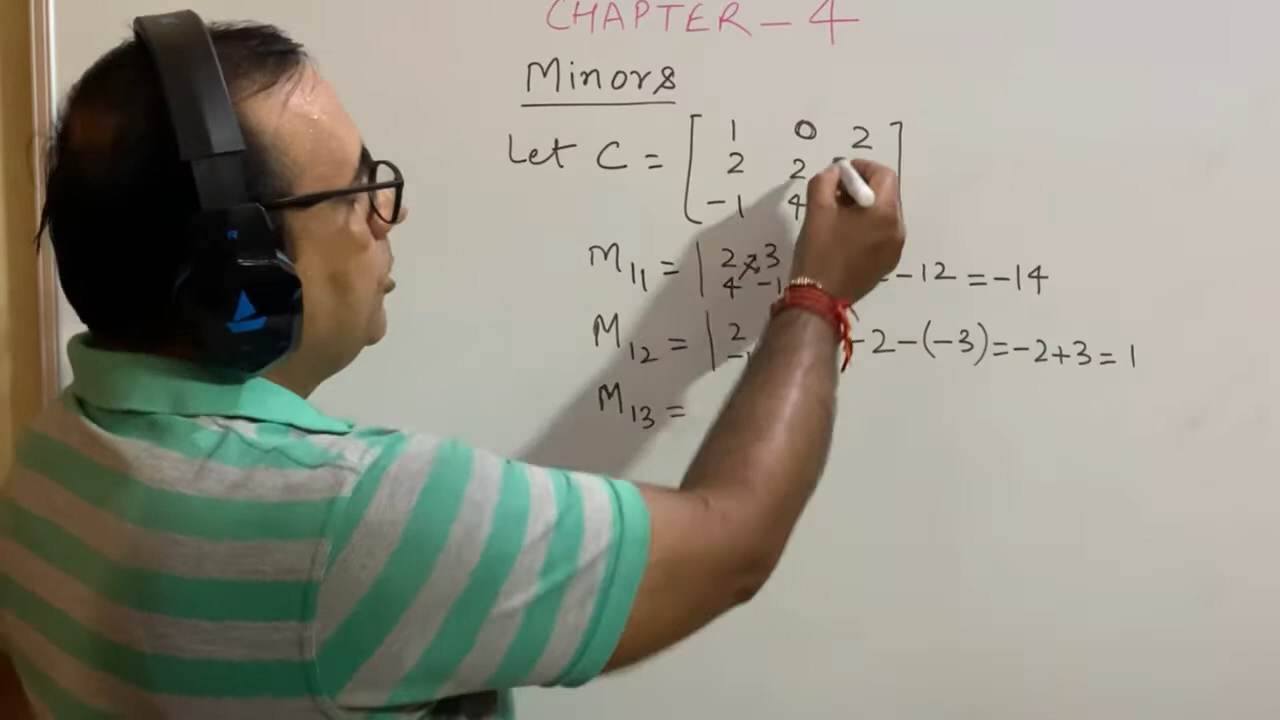 CHAPTER – 4
Minors
Let C = [ 1 0 2
2 2
-1 4 ]
M11 = | 2 3 -12 = -14
4 -1
M12 = | 2 -2-(-3)=-2+3=1
-1
M13 =